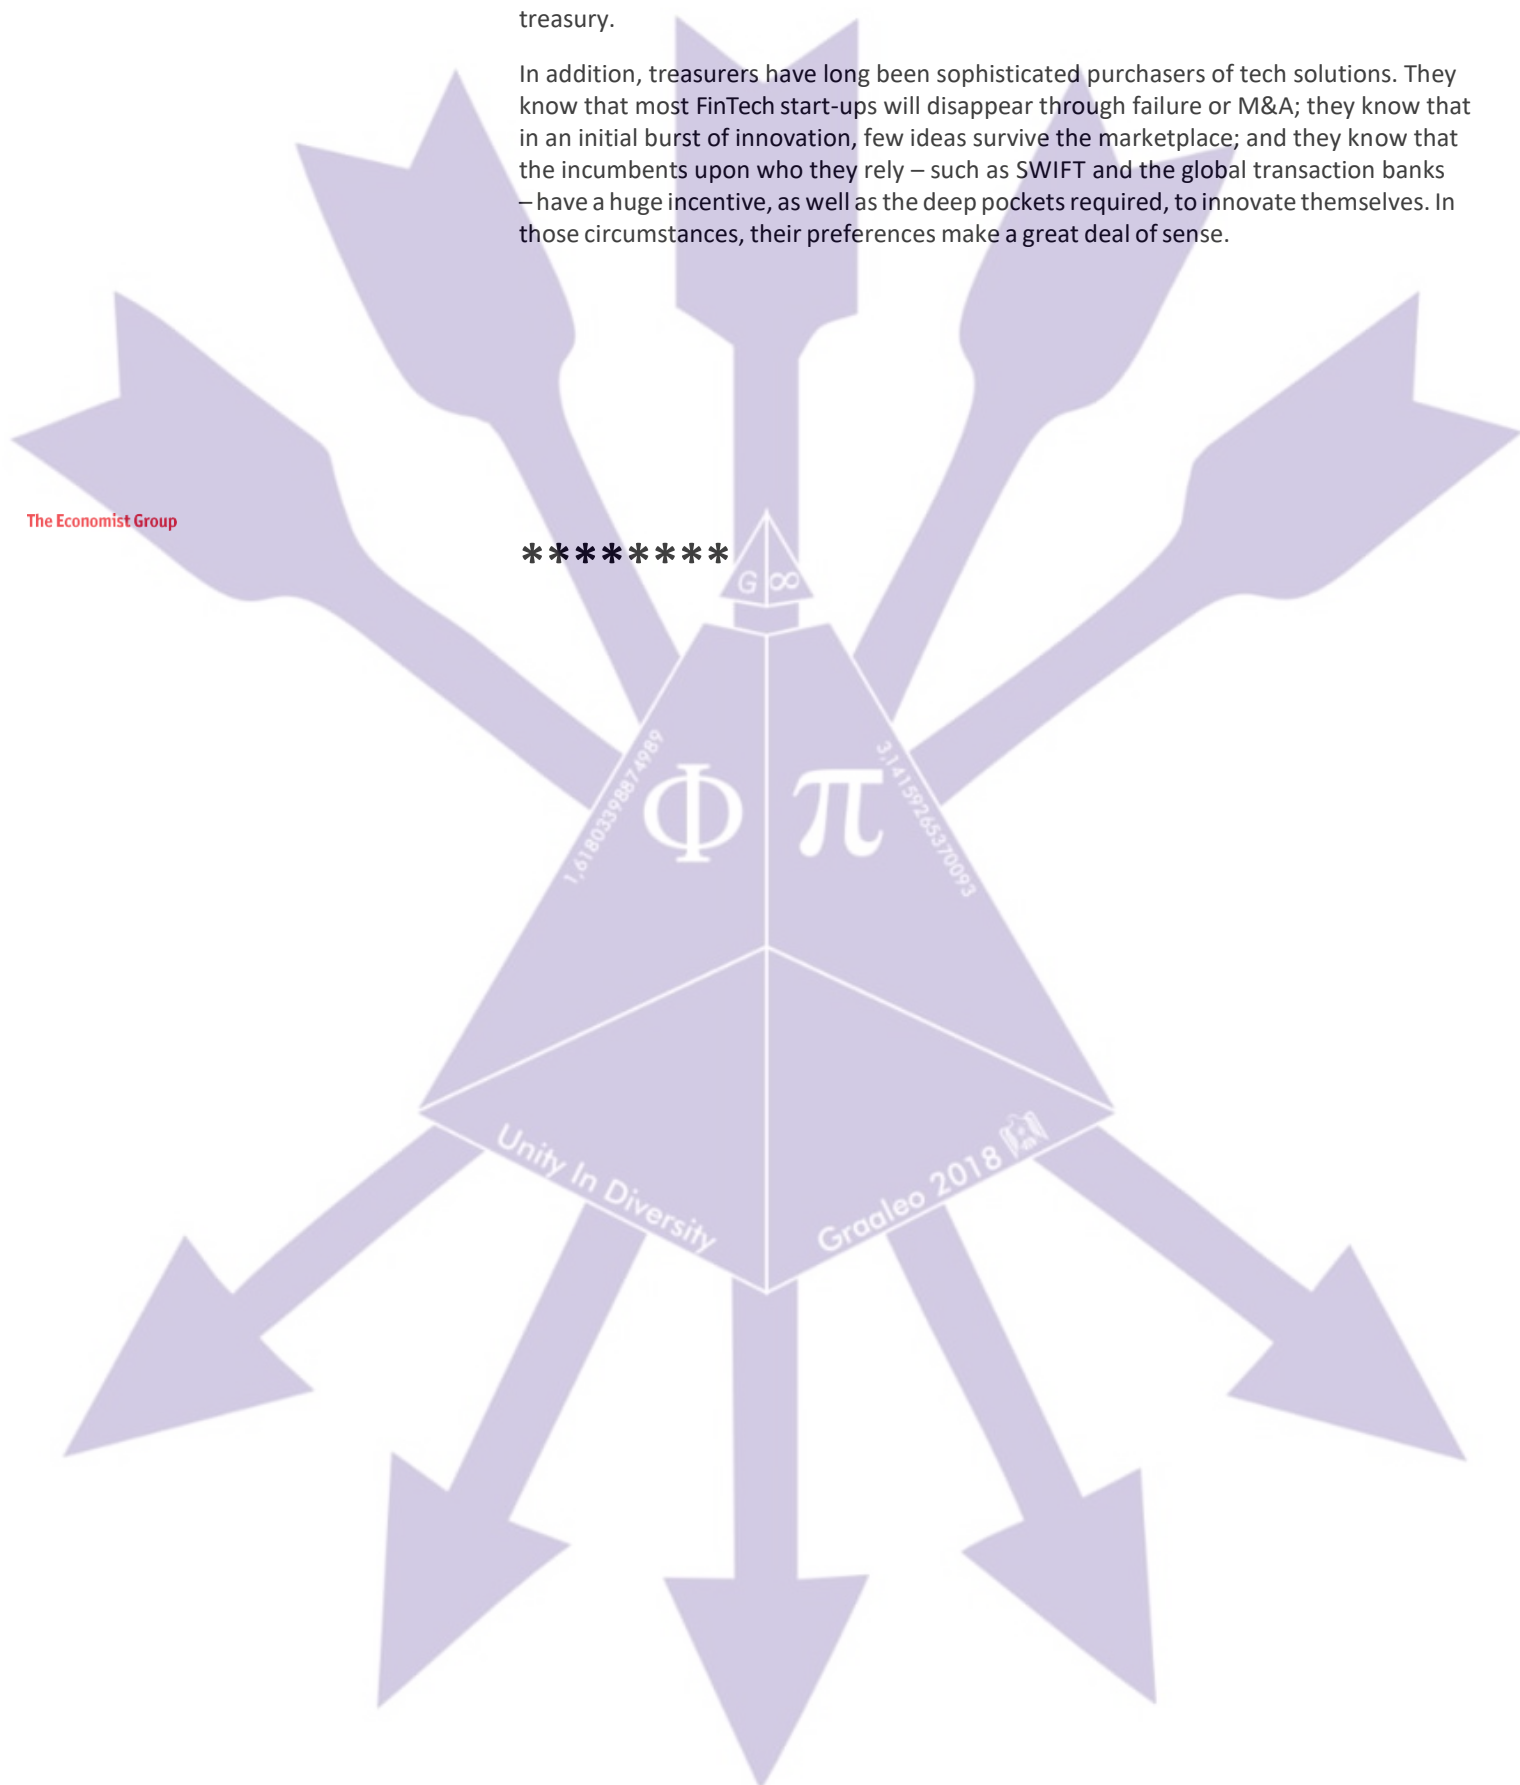 treasury.
In addition, treasurers have long been sophisticated purchasers of tech solutions. They
know that most FinTech start-ups will disappear through failure or M&A; they know that
in an initial burst of innovation, few ideas survive the marketplace; and they know that
the incumbents upon who they rely – such as SWIFT and the global transaction banks
– have a huge incentive, as well as the deep pockets required, to innovate themselves. In
those circumstances, their preferences make a great deal of sense.
The Economist Group
********
G ∞
1,61803398874989
Φ π
3,14159265370093
Unity In Diversity
Graaleo 2018